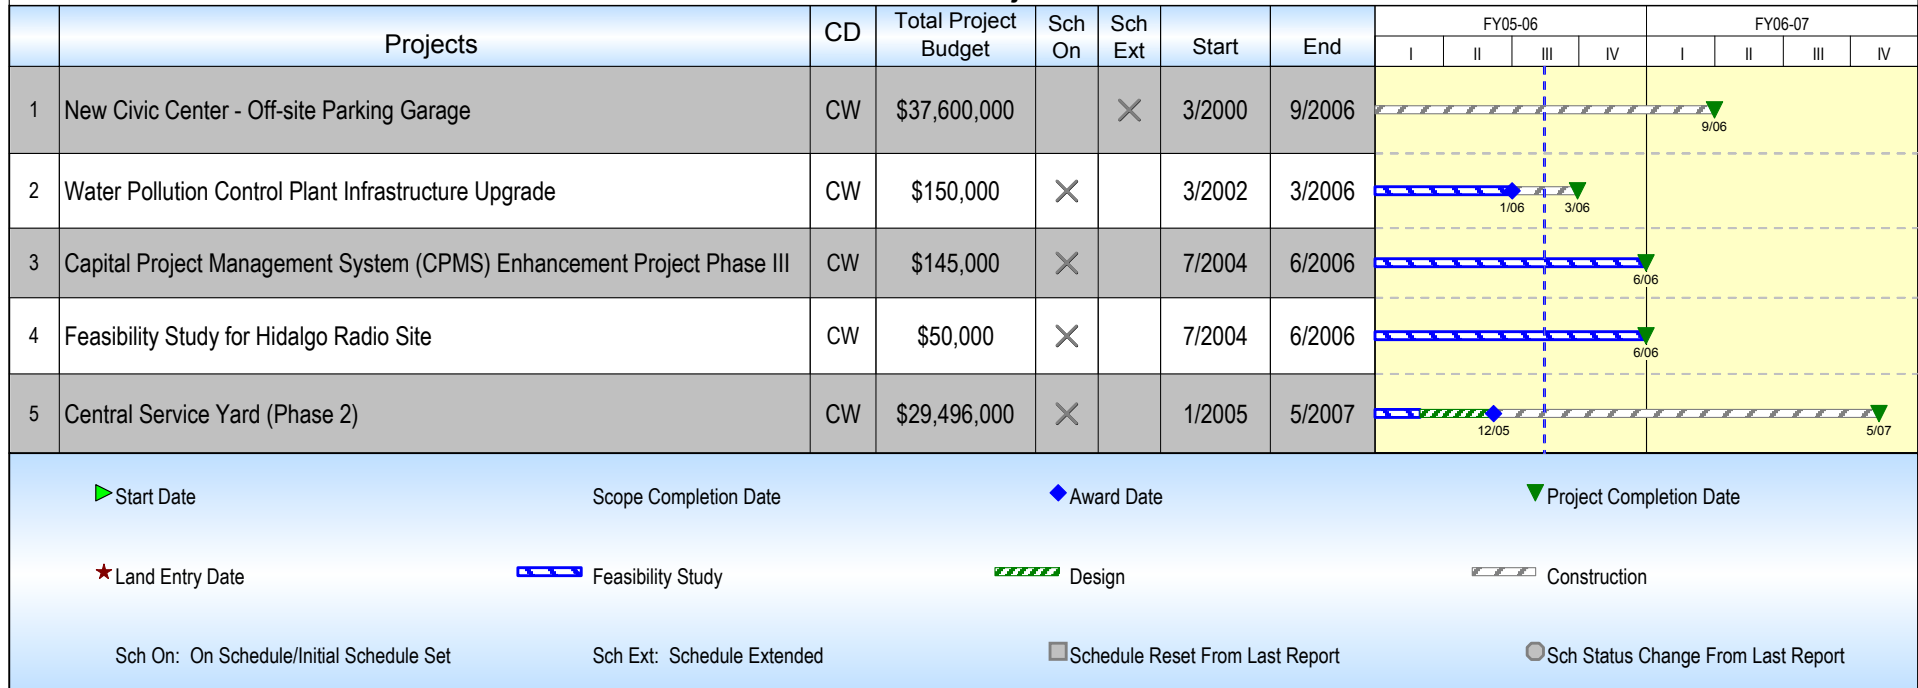 Projects CD Total Project Budget Sch On Sch Ext Start End FY05-06 FY06-07
I II III IV I II III IV
1 New Civic Center - Off-site Parking Garage CW $37,600,000 3/2000 9/2006 9/06
2 Water Pollution Control Plant Infrastructure Upgrade CW $150,000 3/2002 3/2006 1/06 3/06
3 Capital Project Management System (CPMS) Enhancement Project Phase III CW $145,000 7/2004 6/2006 6/06
4 Feasibility Study for Hidalgo Radio Site CW $50,000 7/2004 6/2006 6/06
5 Central Service Yard (Phase 2) CW $29,496,000 1/2005 5/2007 12/05 5/07
Start Date Scope Completion Date Award Date Project Completion Date
Land Entry Date Feasibility Study Design Construction
Sch On: On Schedule/Initial Schedule Set Sch Ext: Schedule Extended Schedule Reset From Last Report Sch Status Change From Last Report